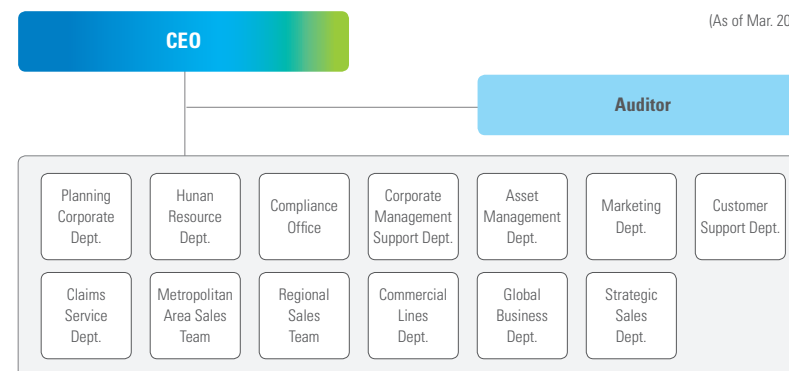 CEO
(As of Mar. 20
Auditor
Planning
Corporate
Dept.
Hunan
Resource
Dept.
Compliance
Office
Corporate
Management
Support Dept.
Asset
Management
Dept.
Marketing
Dept.
Customer
Support Dept.
Claims
Service
Dept.
Metropolitan
Area Sales
Team
Regional
Sales
Team
Commercial
Lines
Dept.
Global
Business
Dept.
Strategic
Sales
Dept.